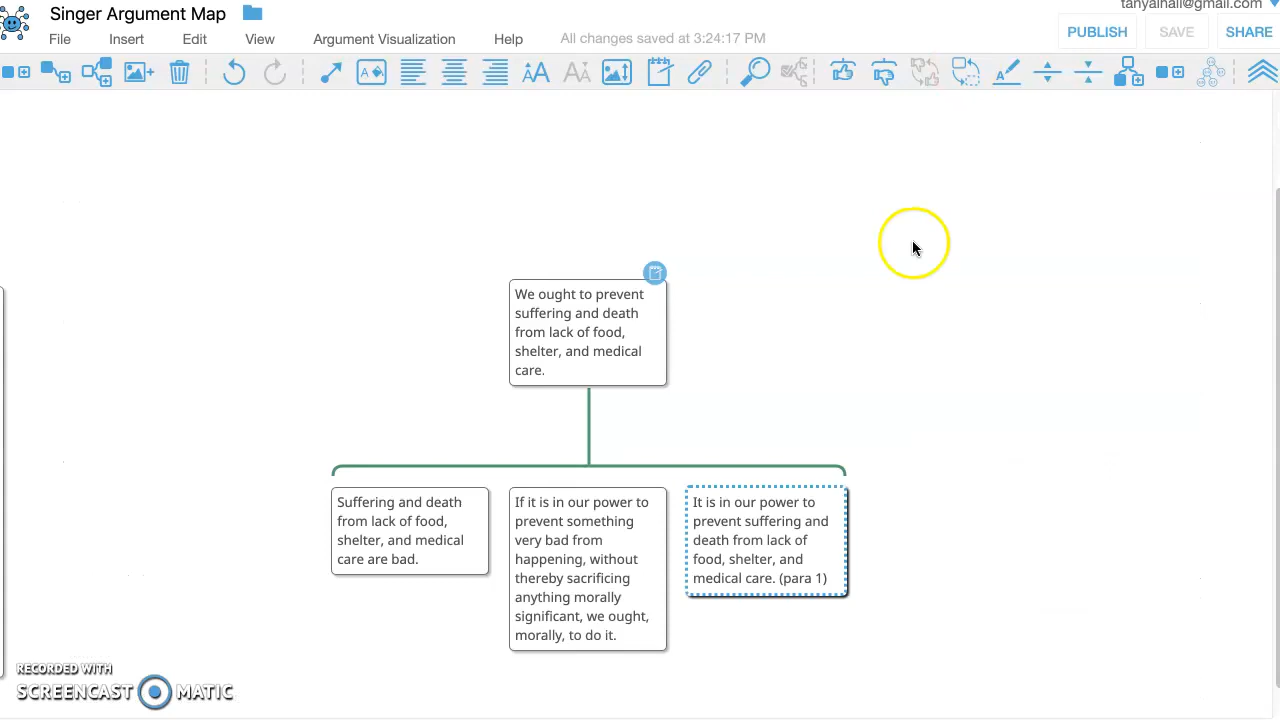 tanyalhall@gmail.com
Singer Argument Map
File Insert Edit View Argument Visualization Help All changes saved at 3:24:17 PM
PUBLISH SAVE SHARE
We ought to prevent
suffering and death
from lack of food,
shelter, and medical
care.
Suffering and death
from lack of food,
shelter, and medical
care are bad.
If it is in our power to
prevent something
very bad from
happening, without
thereby sacrificing
anything morally
significant, we ought,
morally, to do it.
It is in our power to
prevent suffering and
death from lack of
food, shelter, and
medical care. (para 1)
RECORDED WITH
SCREENCAST MATIC